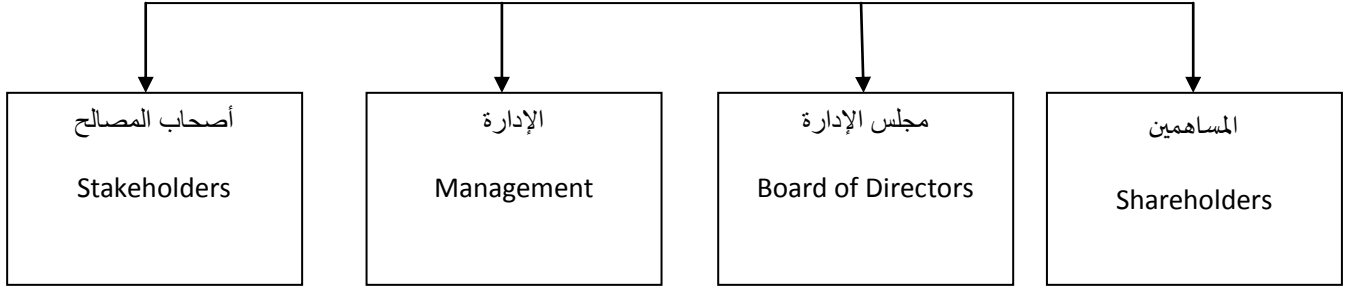 المساهمين
Shareholders
مجلس الإدارة
Board of Directors
الإدارة
Management
أصحاب المصالح
Stakeholders